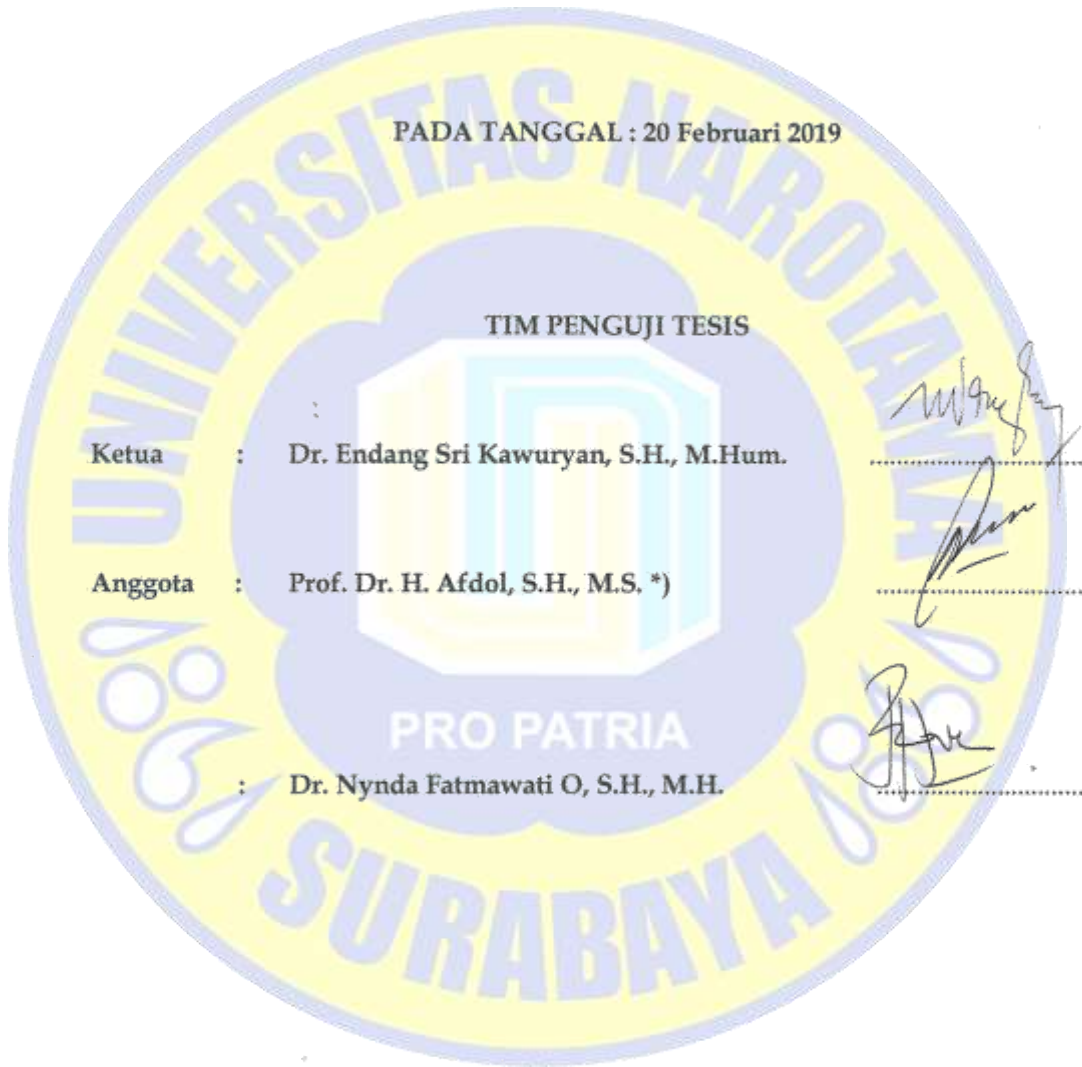 UNIVERSITAS NAROTAMA
PADA TANGGAL : 20 Februari 2019
TIM PENGUJI TESIS
:
Ketua : Dr. Endang Sri Kawuryan, S.H., M.Hum. ........................
Anggota : Prof. Dr. H. Afdol, S.H., M.S. *) ........................
PRO PATRIA
: Dr. Nynda Fatmawati O, S.H., M.H. ........................
SURABAYA